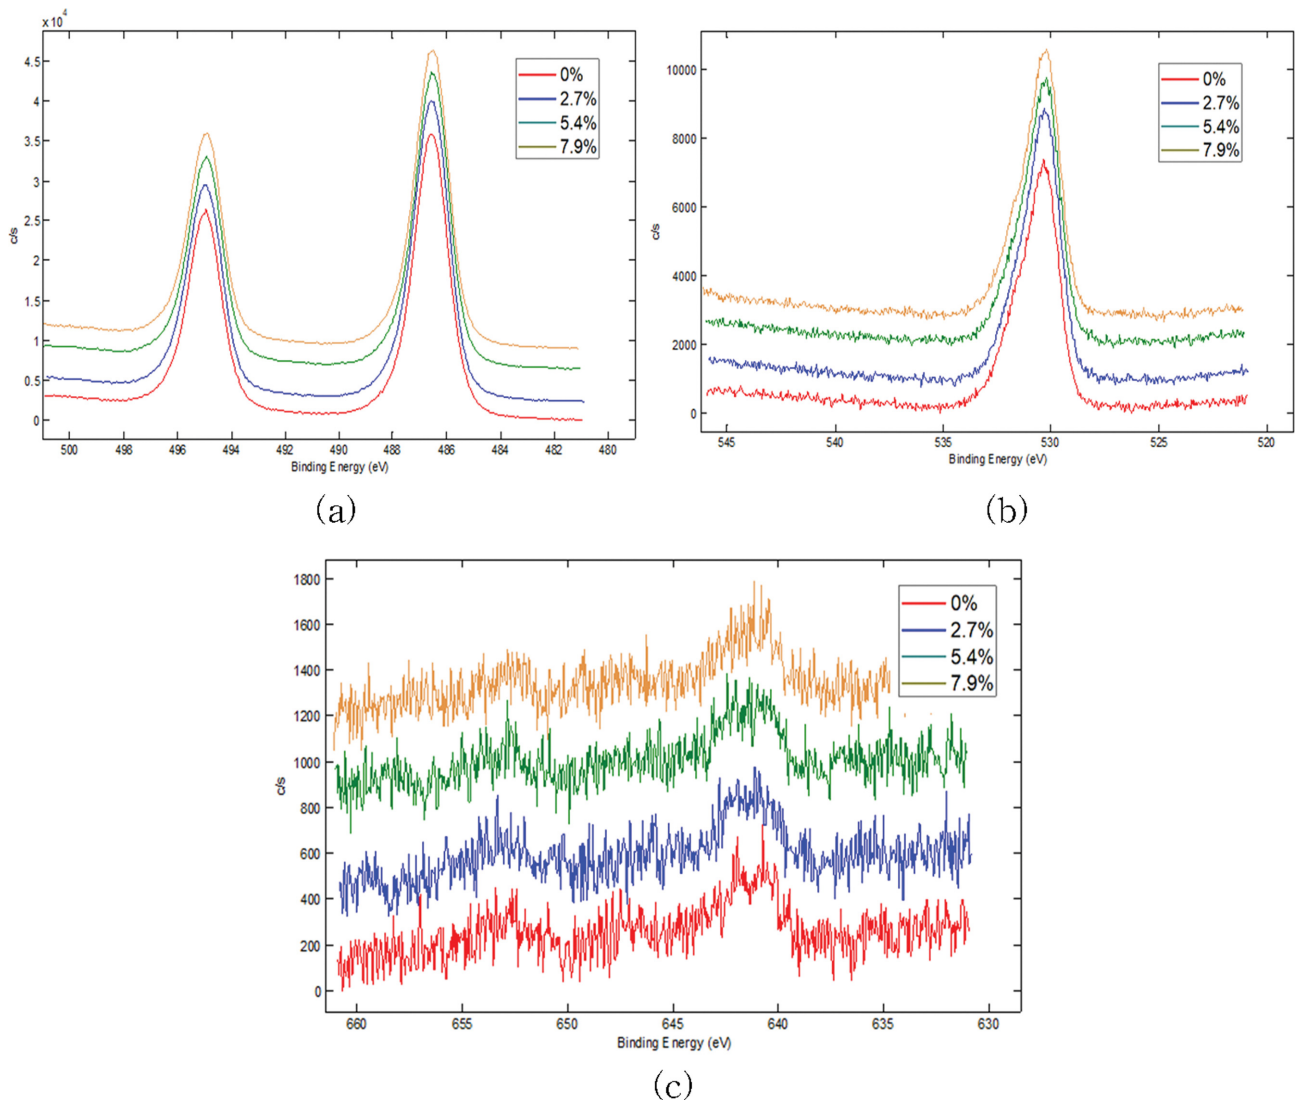 x10⁴
4.5
4
3.5
3
2.5
2
1.5
1
0.5
0
c/s
0%
2.7%
5.4%
7.9%
500 498 496 494 492 490 488 486 484 482 480
Binding Energy (eV)
(a)
10000
8000
6000
4000
2000
0
c/s
0%
2.7%
5.4%
7.9%
545 540 535 530 525 520
Binding Energy (eV)
(b)
1800
1600
1400
1200
1000
800
600
400
200
0
c/s
0%
2.7%
5.4%
7.9%
660 655 650 645 640 635 630
Binding Energy (eV)
(c)